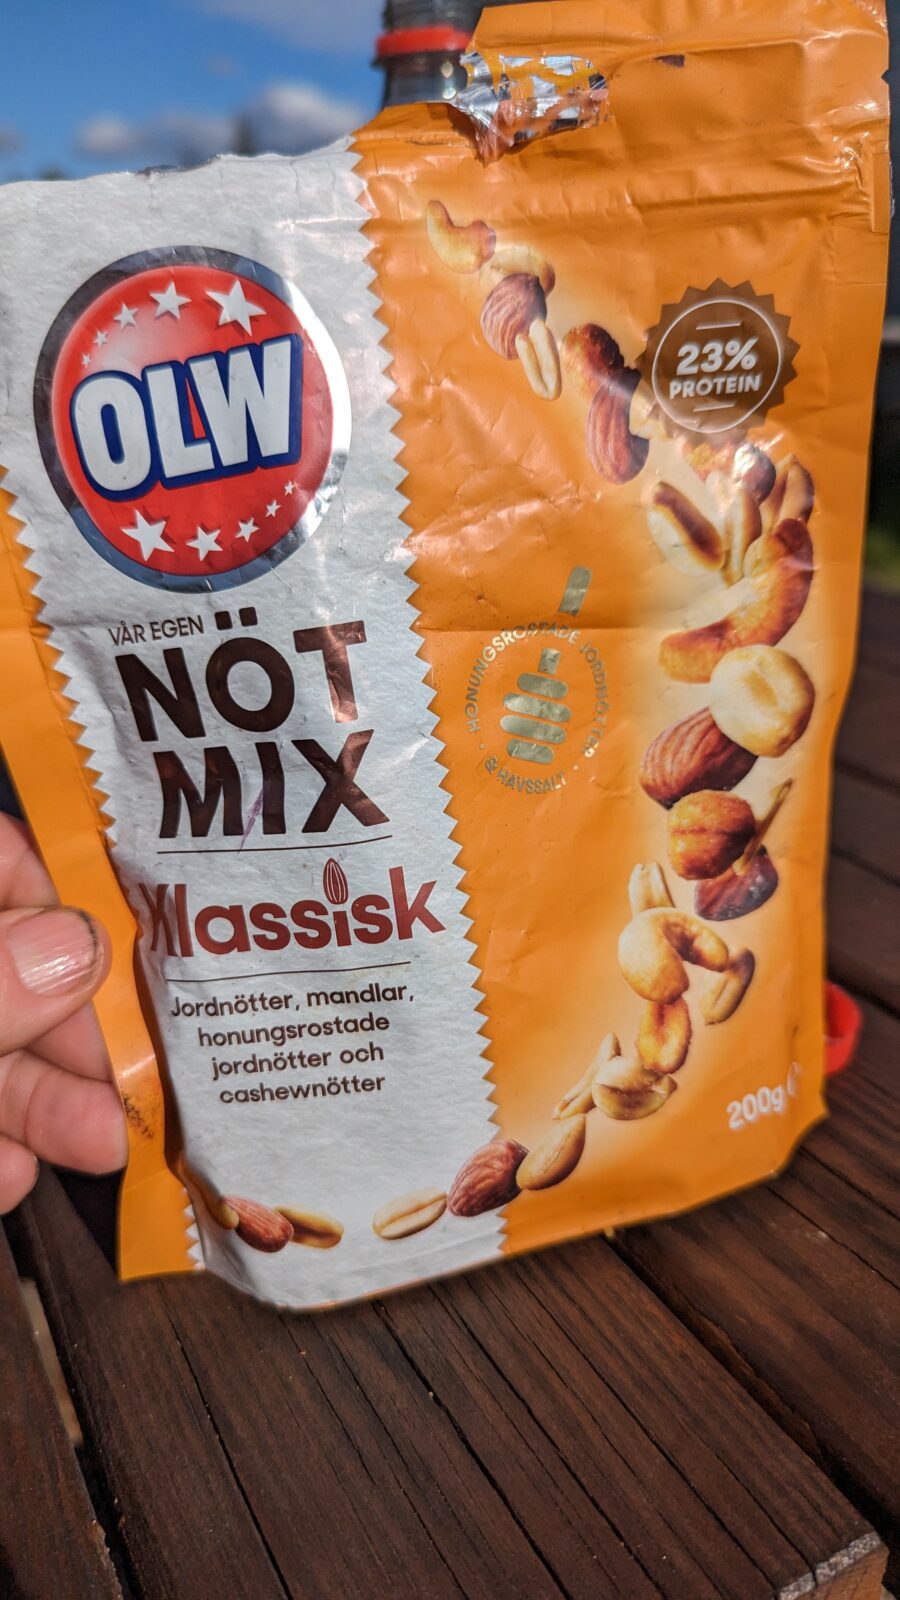 OLW
VÅR EGEN
NÖT
MIX
Klassisk
Jordnötter, mandlar,
honungsrostade
jordnötter och
cashewnötter
23%
PROTEIN
HONUNGSROSTADE JORDNÖTTER
& HAVSSALT
200g